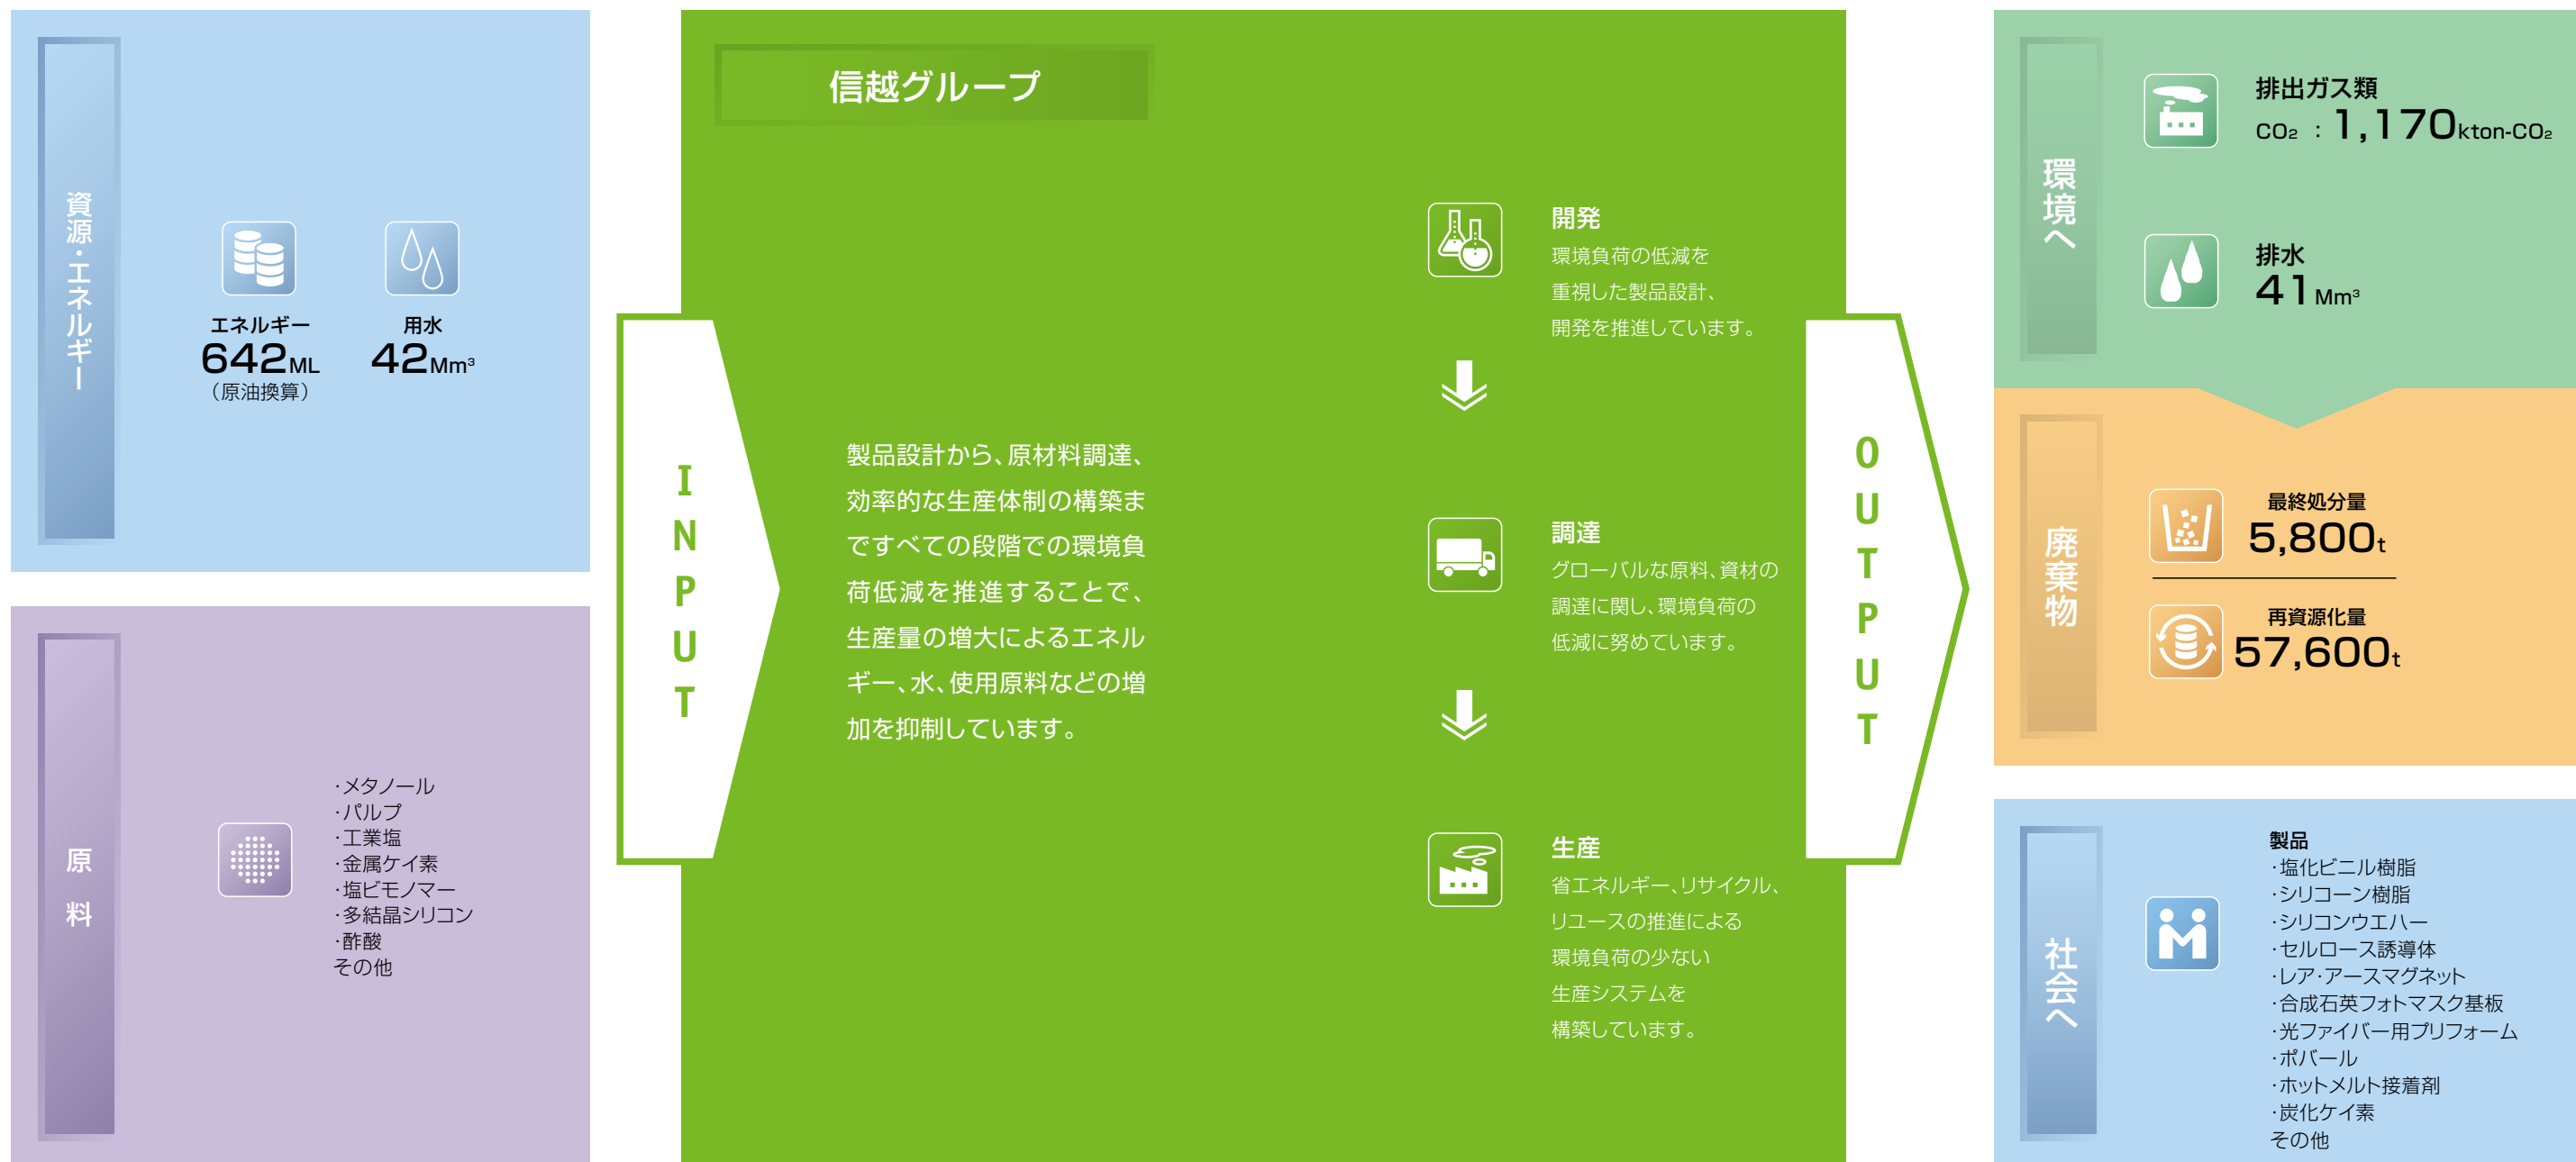 資源・エネルギー
エネルギー
642ML
（原油換算）
用水
42Mm³
原料
・メタノール
・パルプ
・工業塩
・金属ケイ素
・塩ビモノマー
・多結晶シリコン
・酢酸
その他
INPUT
信越グループ
製品設計から、原材料調達、
効率的な生産体制の構築ま
ですべての段階での環境負
荷低減を推進することで、
生産量の増大によるエネル
ギー、水、使用原料などの増
加を抑制しています。
開発
環境負荷の低減を
重視した製品設計、
開発を推進しています。
調達
グローバルな原料、資材の
調達に関し、環境負荷の
低減に努めています。
生産
省エネルギー、リサイクル、
リユースの推進による
環境負荷の少ない
生産システムを
構築しています。
OUTPUT
環境へ
排出ガス類
CO₂ ：1,170kton-CO₂
排水
41Mm³
廃棄物
最終処分量
5,800t
再資源化量
57,600t
社会へ
製品
・塩化ビニル樹脂
・シリコーン樹脂
・シリコンウエハー
・セルロース誘導体
・レア・アースマグネット
・合成石英フォトマスク基板
・光ファイバー用プリフォーム
・ポバール
・ホットメルト接着剤
・炭化ケイ素
その他